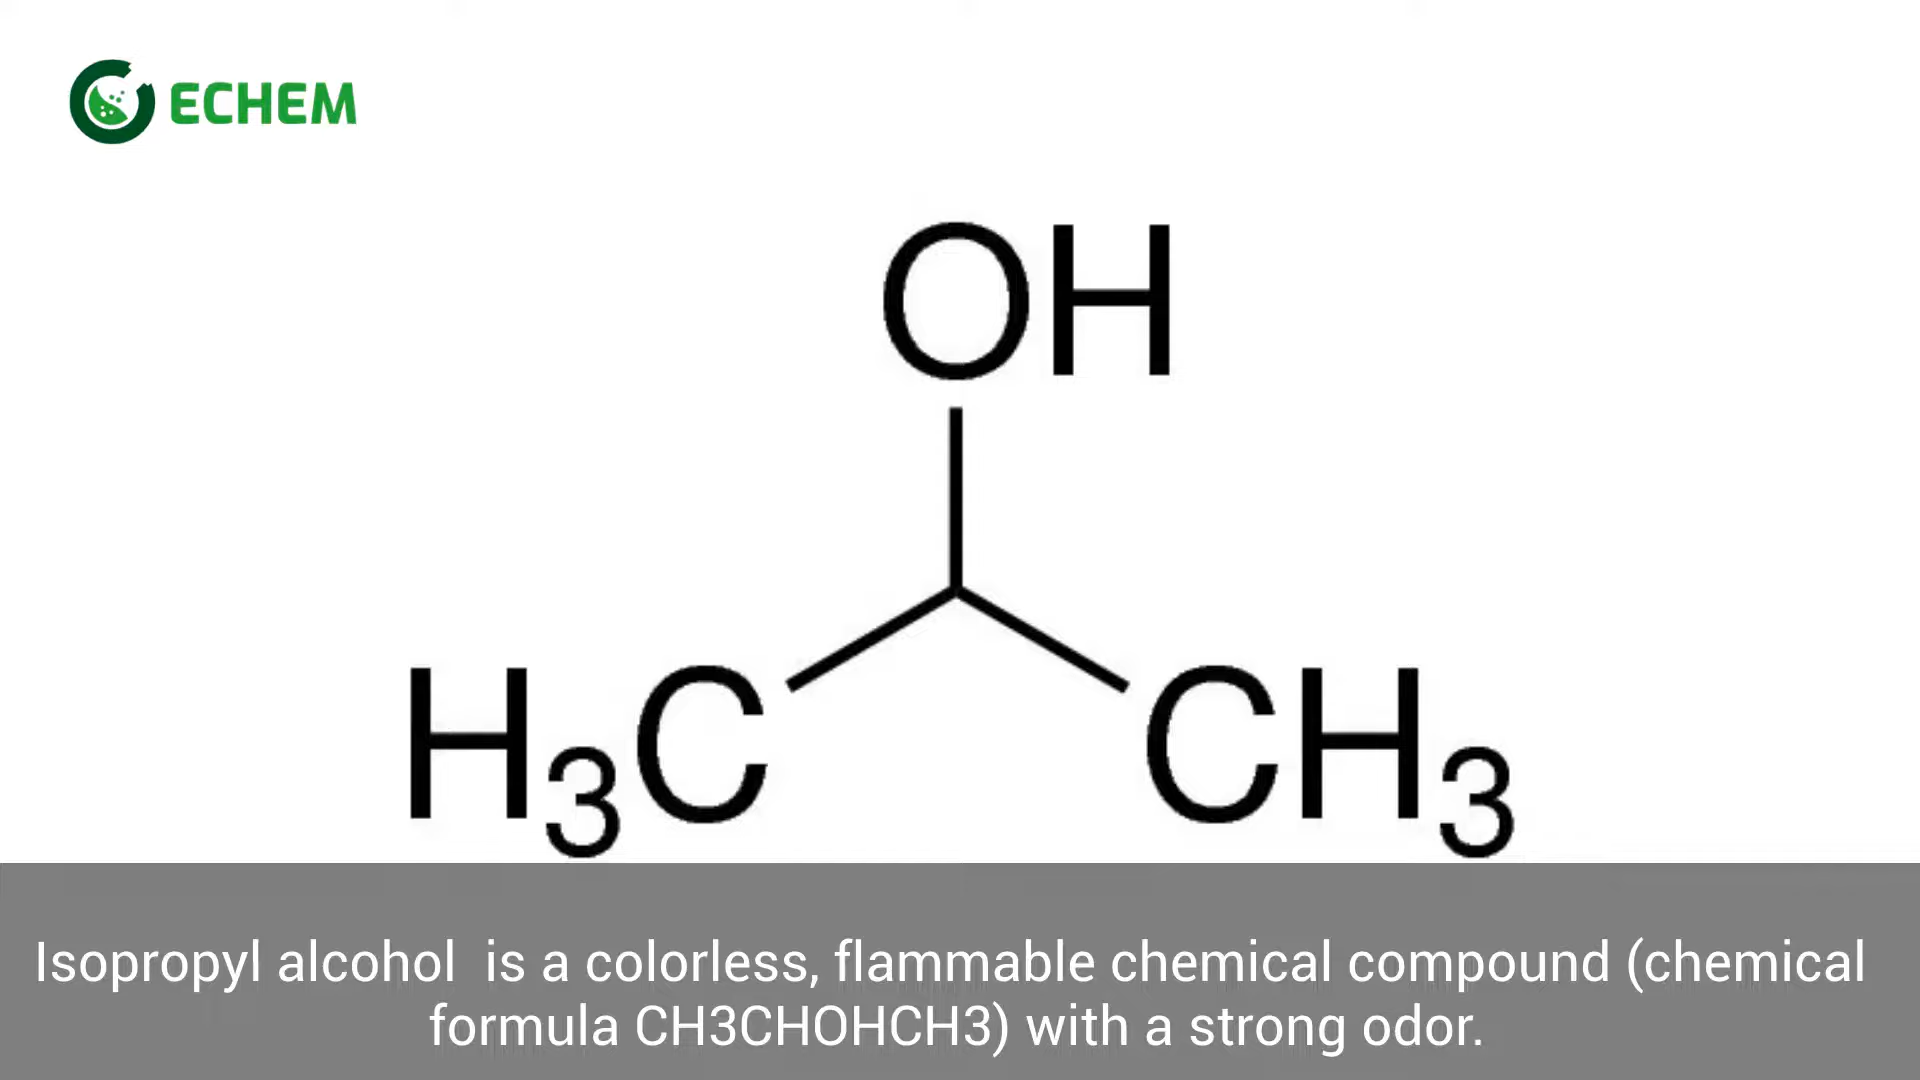 ECHEM
OH
H₃C
CH₃
Isopropyl alcohol  is a colorless, flammable chemical compound (chemical
formula CH3CHOHCH3) with a strong odor.